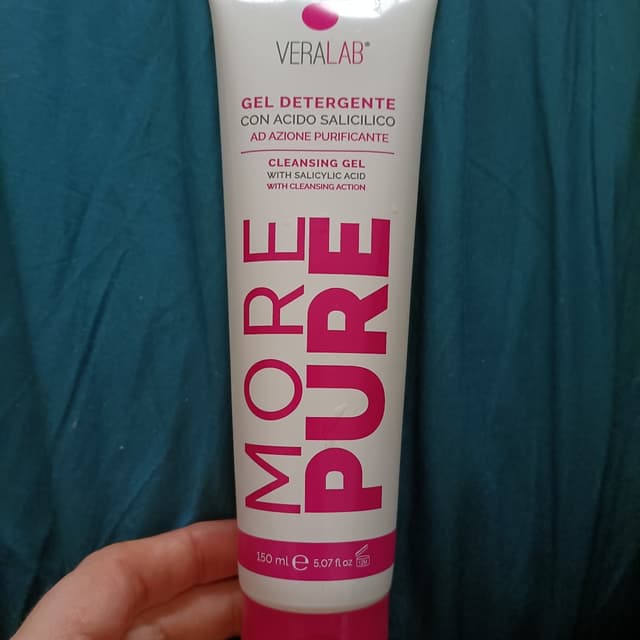 VERALAB®
GEL DETERGENTE
CON ACIDO SALICILICO
AD AZIONE PURIFICANTE
CLEANSING GEL
WITH SALICYLIC ACID
WITH CLEANSING ACTION
MORE
PURE
150 ml ℮ 5.07 fl oz